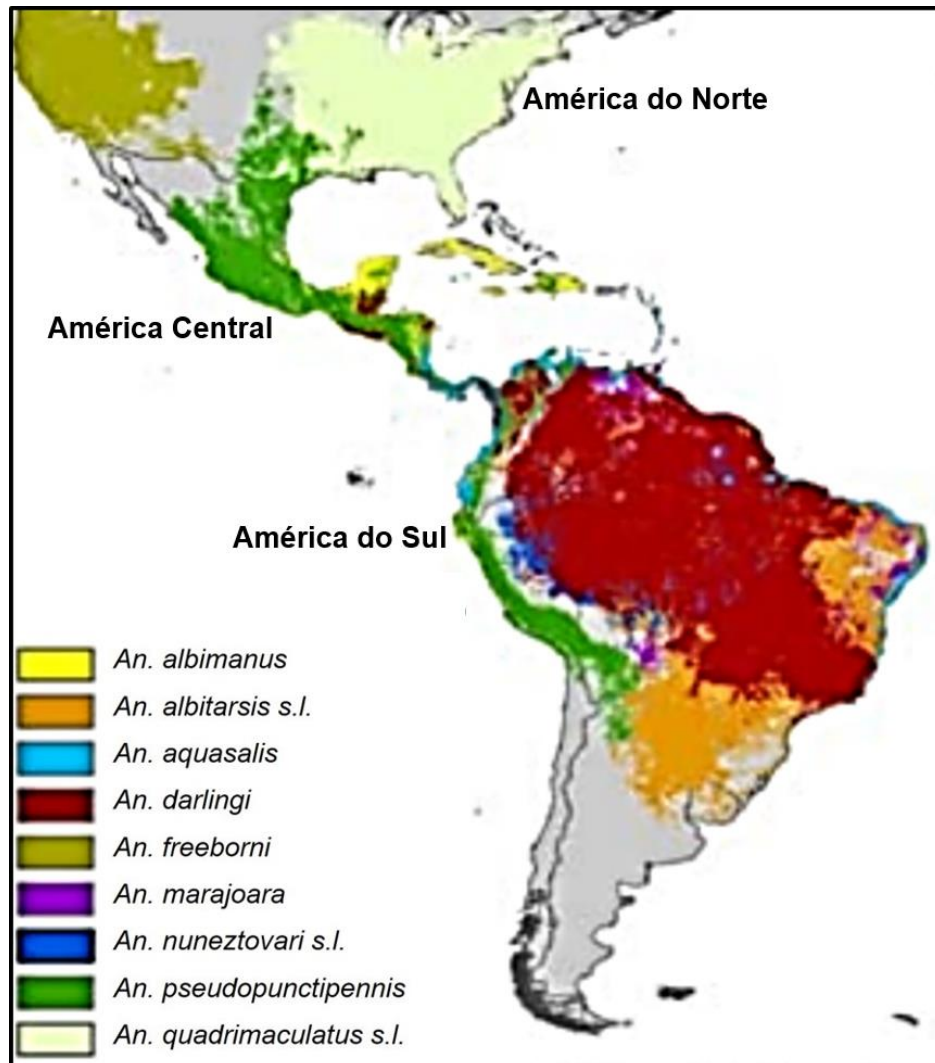 América do Norte
América Central
América do Sul
An. albimanus
An. albitarsis s.l.
An. aquasalis
An. darlingi
An. freeborni
An. marajoara
An. nuneztovari s.l.
An. pseudopunctipennis
An. quadrimaculatus s.l.